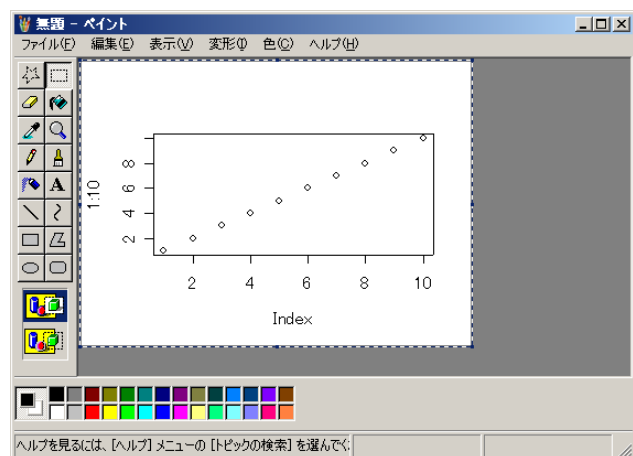 無題 - ペイント
ファイル(F) 編集(E) 表示(V) 変形(I) 色(C) ヘルプ(H)
A
1:10
8
6
4
2
2 4 6 8 10
Index
ヘルプを見るには、[ヘルプ] メニューの [トピックの検索] を選んでく